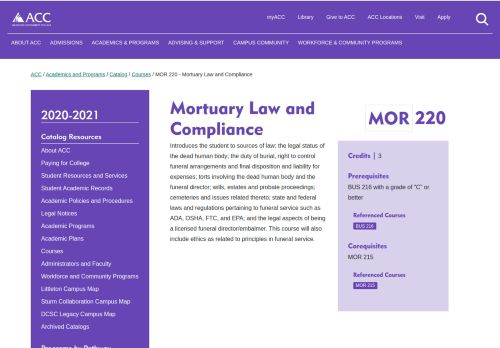 myACC Library Give to ACC ACC Locations Visit Apply
ACC
ABOUT ACC ADMISSIONS ACADEMICS & PROGRAMS ADVISING & SUPPORT CAMPUS COMMUNITY WORKFORCE & COMMUNITY PROGRAMS
ACC / Academics and Programs / Catalog / Courses / MOR 220 - Mortuary Law and Compliance
2020-2021
Catalog Resources
About ACC
Paying for College
Student Resources and Services
Student Academic Records
Academic Policies and Procedures
Legal Notices
Academic Programs
Academic Plans
Courses
Administrators and Faculty
Workforce and Community Programs
Littleton Campus Map
Sturm Collaboration Campus Map
DCSC Legacy Campus Map
Archived Catalogs
Programs by Pathway
Mortuary Law and
Compliance
Introduces the student to sources of law; the legal status of
the dead human body; the duty of burial, right to control
funeral arrangements and final disposition and liability for
expenses; torts involving the dead human body and the
funeral director; wills, estates and probate proceedings;
cemeteries and issues related thereto; state and federal
laws and regulations pertaining to funeral service such as
ADA, OSHA, FTC, and EPA; and the legal aspects of being
a licensed funeral director/embalmer. This course will also
include ethics as related to principles in funeral service.
MOR 220
Credits | 3
Prerequisites
BUS 216 with a grade of "C" or
better
Referenced Courses
BUS 216
Corequisites
MOR 215
Referenced Courses
MOR 215